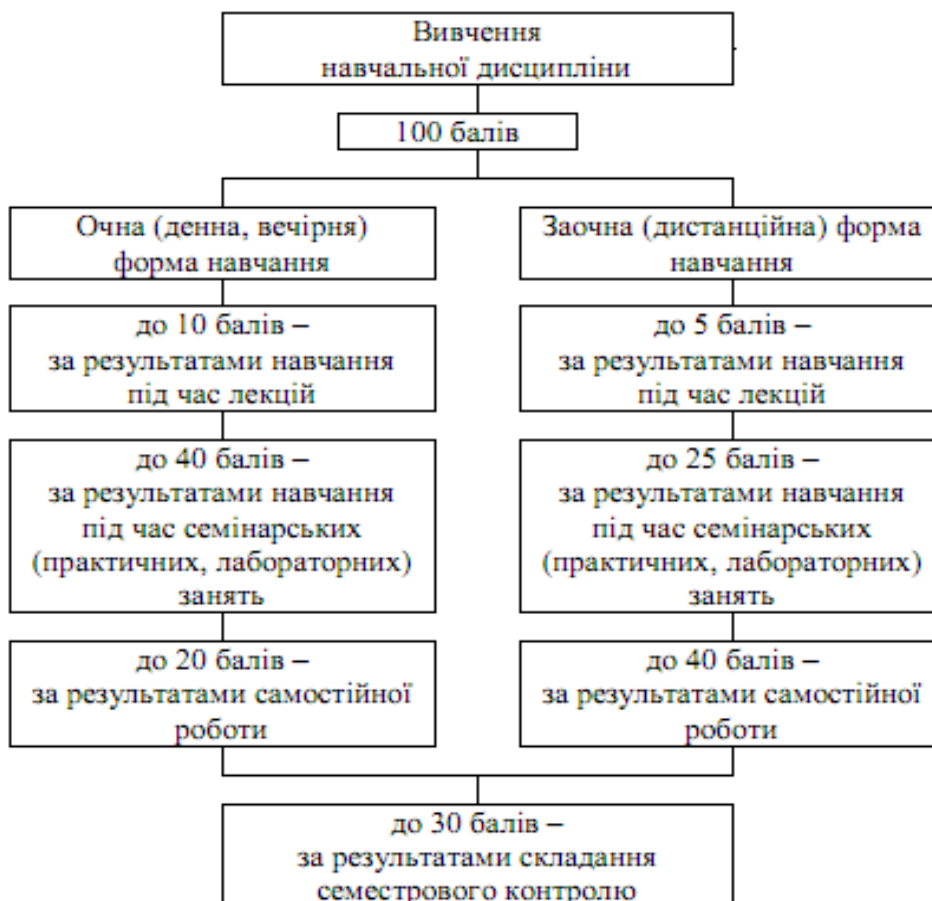 Вивчення
навчальної дисципліни
100 балів
Очна (денна, вечірня)
форма навчання
до 10 балів –
за результатами навчання
під час лекцій
до 40 балів –
за результатами навчання
під час семінарських
(практичних, лабораторних)
занять
до 20 балів –
за результатами самостійної
роботи
Заочна (дистанційна) форма
навчання
до 5 балів –
за результатами навчання
під час лекцій
до 25 балів –
за результатами навчання
під час семінарських
(практичних, лабораторних)
занять
до 40 балів –
за результатами самостійної
роботи
до 30 балів –
за результатами складання
семестрового контролю